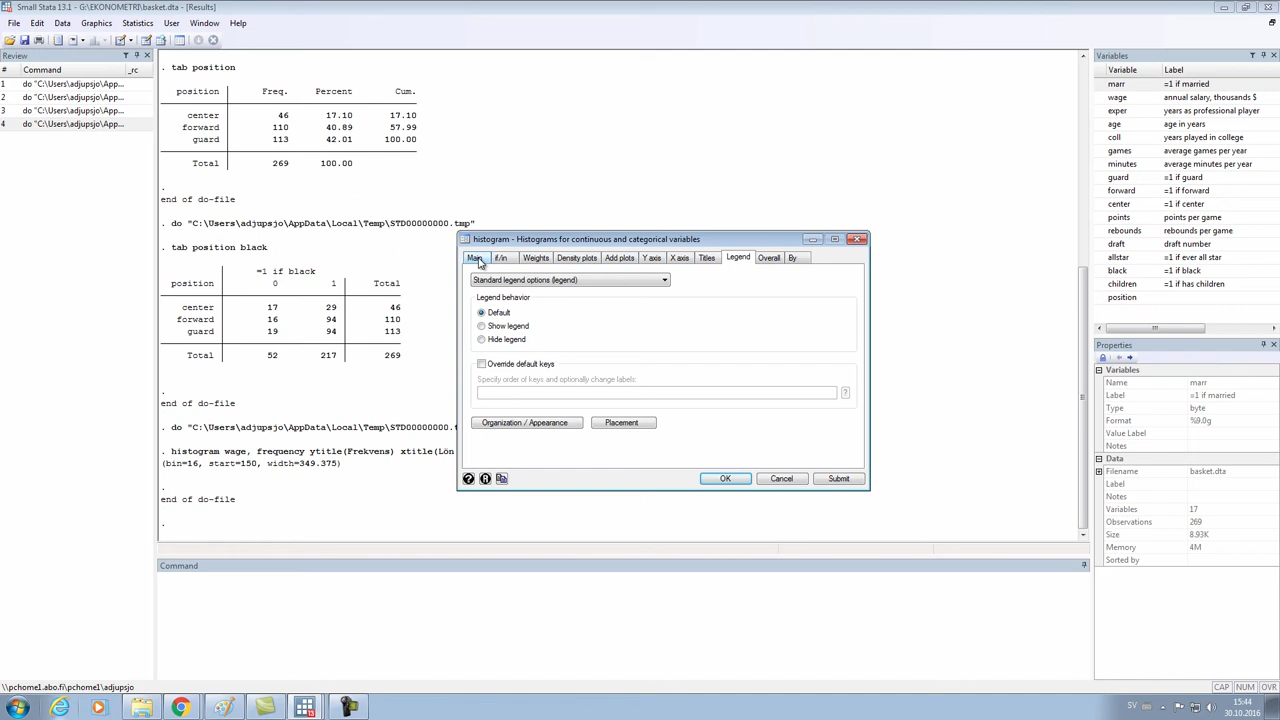 Small Stata 13.1 - G:\EKONOMETRI\basket.dta - [Results]
File Edit Data Graphics Statistics User Window Help
Review
# Command _rc
1 do "C:\Users\adjupsjo\App...
2 do "C:\Users\adjupsjo\App...
3 do "C:\Users\adjupsjo\App...
4 do "C:\Users\adjupsjo\App...
. tab position
position Freq. Percent Cum.
center 46 17.10 17.10
forward 110 40.89 57.99
guard 113 42.01 100.00
Total 269 100.00
.
end of do-file
. do "C:\Users\adjupsjo\AppData\Local\Temp\STD00000000.tmp"
. tab position black
=1 if black
position 0 1 Total
center 17 29 46
forward 16 94 110
guard 19 94 113
Total 52 217 269
.
end of do-file
. do "C:\Users\adjupsjo\AppData\Local\Temp\STD00000000.t
. histogram wage, frequency ytitle(Frekvens) xtitle(Lön
(bin=16, start=150, width=349.375)
.
end of do-file
.
histogram - Histograms for continuous and categorical variables
Main if/in Weights Density plots Add plots Y axis X axis Titles Legend Overall By
Standard legend options (legend)
Legend behavior
Default
Show legend
Hide legend
Override default keys
Specify order of keys and optionally change labels:
?
Organization / Appearance Placement
? R OK Cancel Submit
Command
Variables
Variable Label
marr =1 if married
wage annual salary, thousands $
exper years as professional player
age age in years
coll years played in college
games average games per year
minutes average minutes per year
guard =1 if guard
forward =1 if forward
center =1 if center
points points per game
rebounds rebounds per game
draft draft number
allstar =1 if ever all star
black =1 if black
children =1 if has children
position
Properties
Variables
Name marr
Label =1 if married
Type byte
Format %9.0g
Value Label
Notes
Data
Filename basket.dta
Label
Notes
Variables 17
Observations 269
Size 8.93K
Memory 4M
Sorted by
\\pchome1.abo.fi\pchome1\adjupsjo
CAP NUM OVR
SV
15:44
30.10.2016